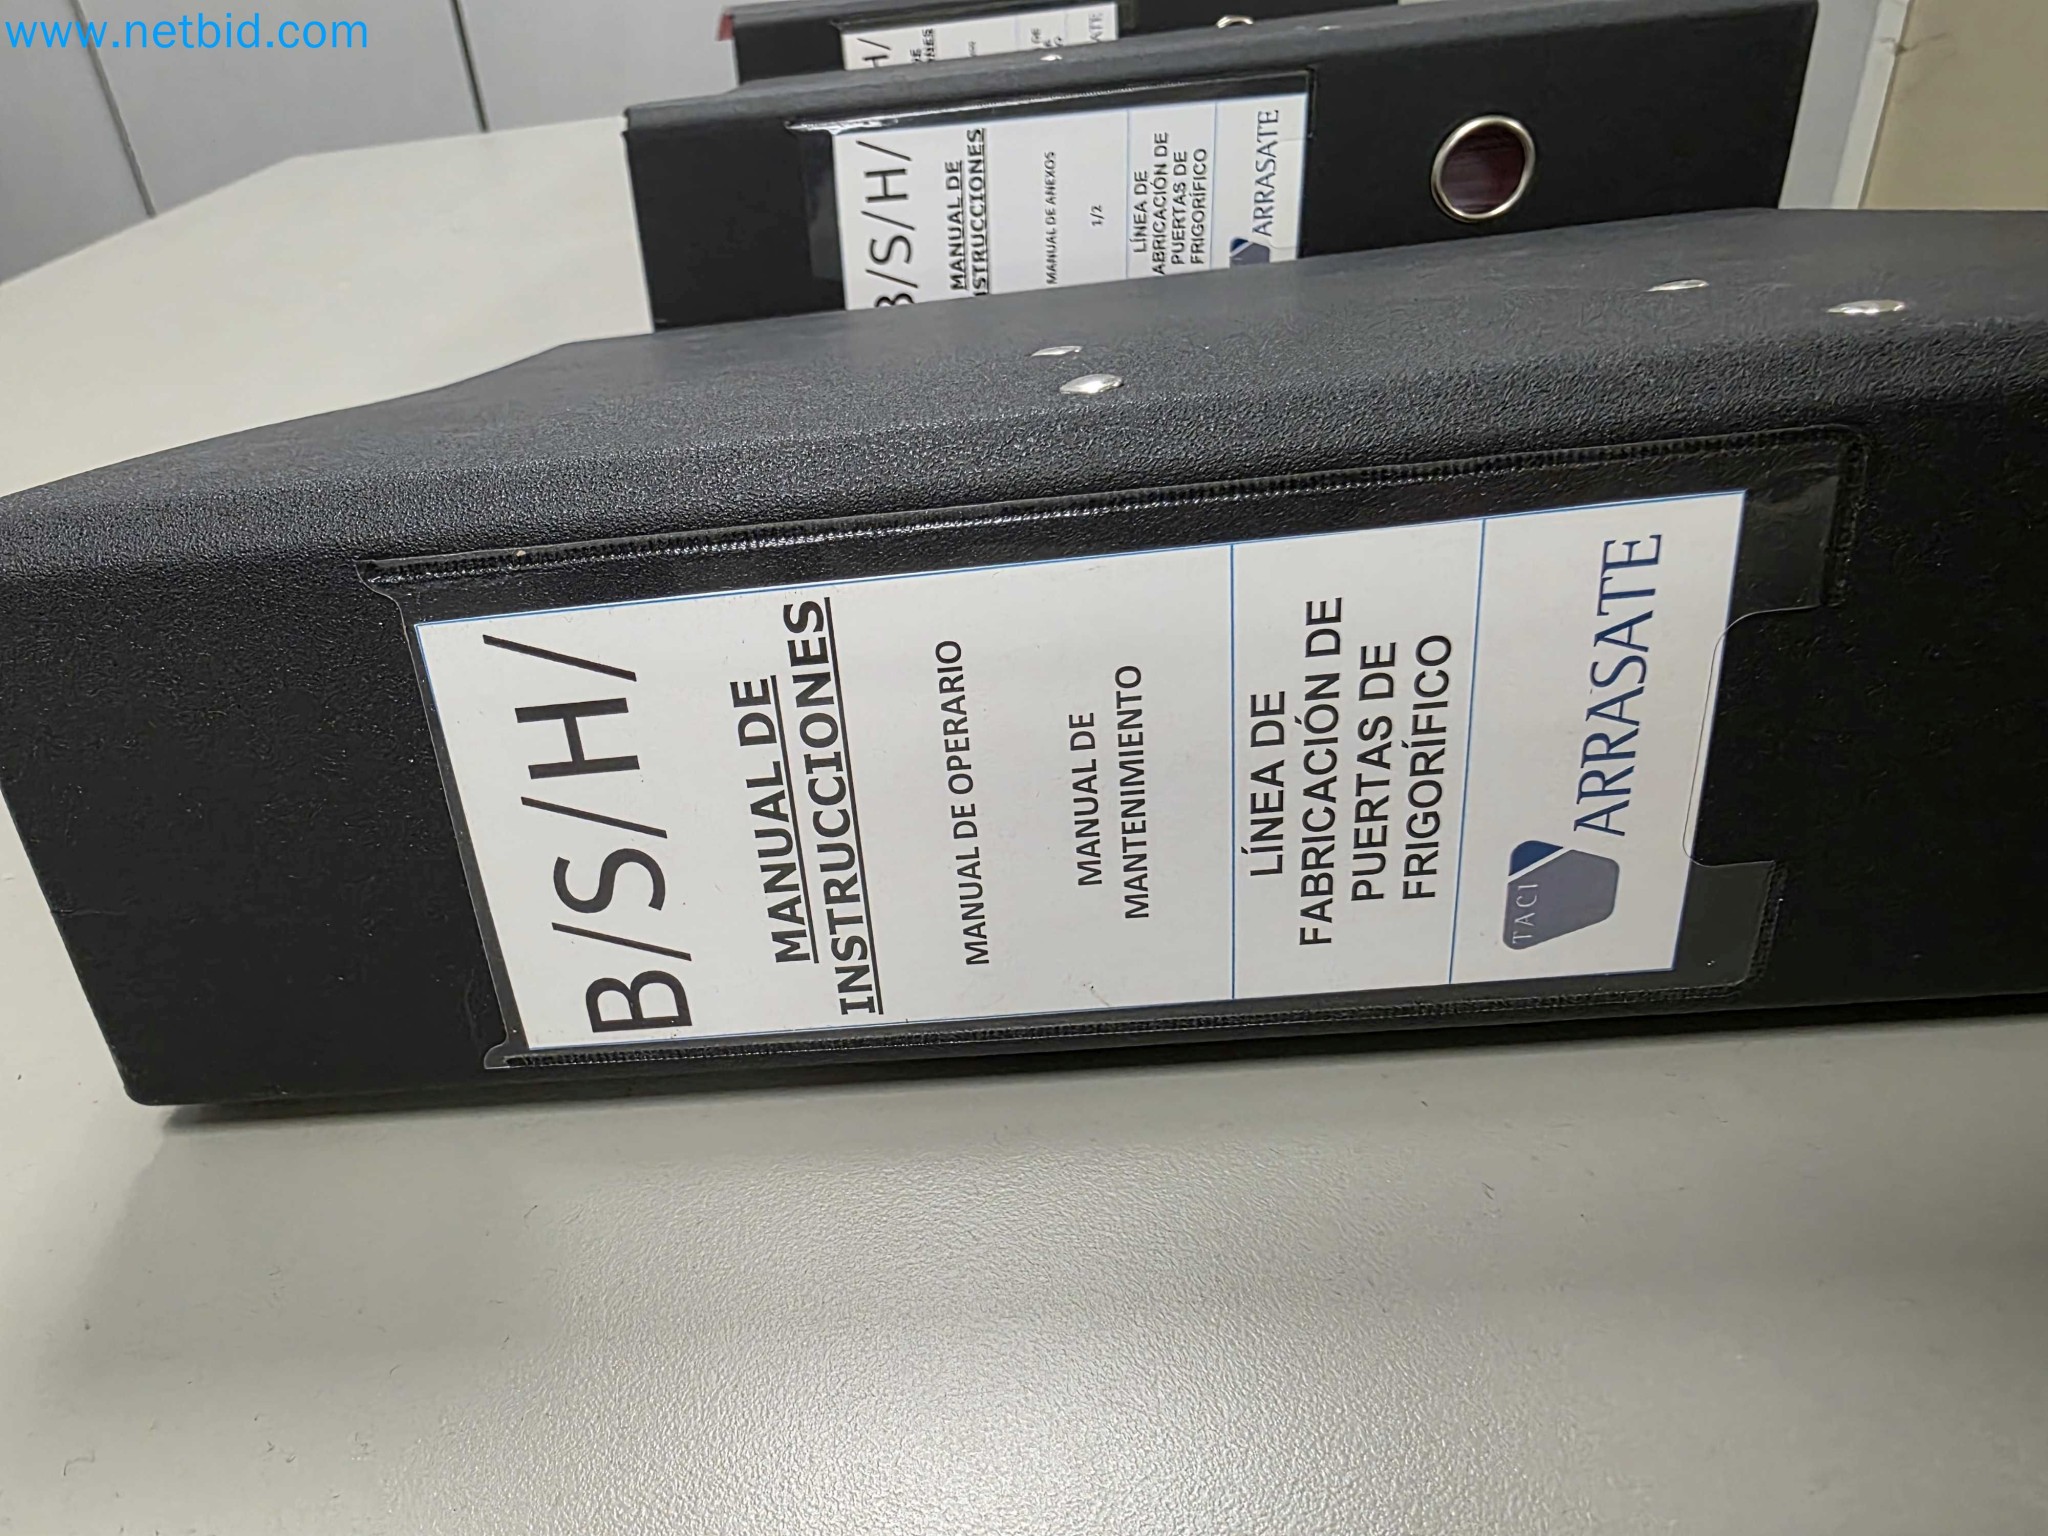 www.netbid.com
B/S/H/
MANUAL DE
INSTRUCCIONES
MANUAL DE OPERARIO
MANUAL DE
MANTENIMIENTO
LÍNEA DE
FABRICACIÓN DE
PUERTAS DE
FRIGORÍFICO
TACI
ARRASATE
B/S/H/
MANUAL DE
MANUAL DE ANEXOS
1/2
LÍNEA DE
FABRICACIÓN DE
PUERTAS DE
FRIGORÍFICO
ARRASATE